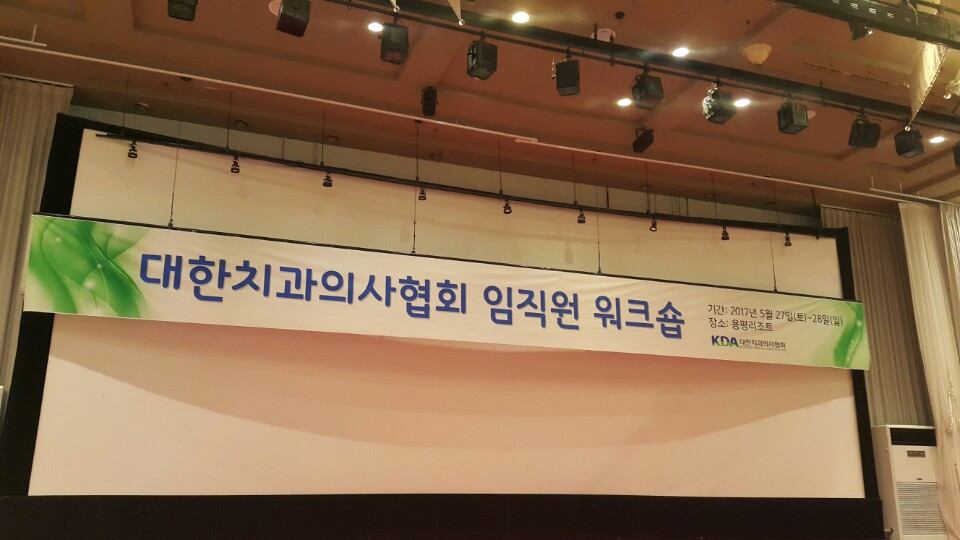 대한치과의사협회 임직원 워크숍
기간: 2017년 5월 27일(토)~28일(일)
장소: 용평리조트
KDA 대한치과의사협회